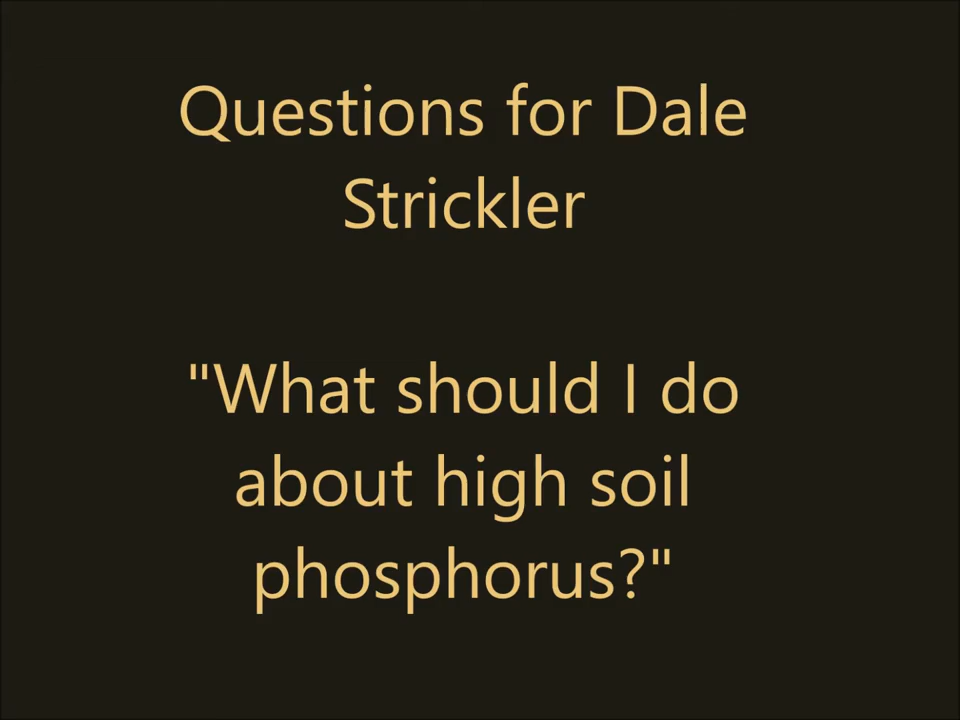 Questions for Dale
Strickler
"What should I do
about high soil
phosphorus?"